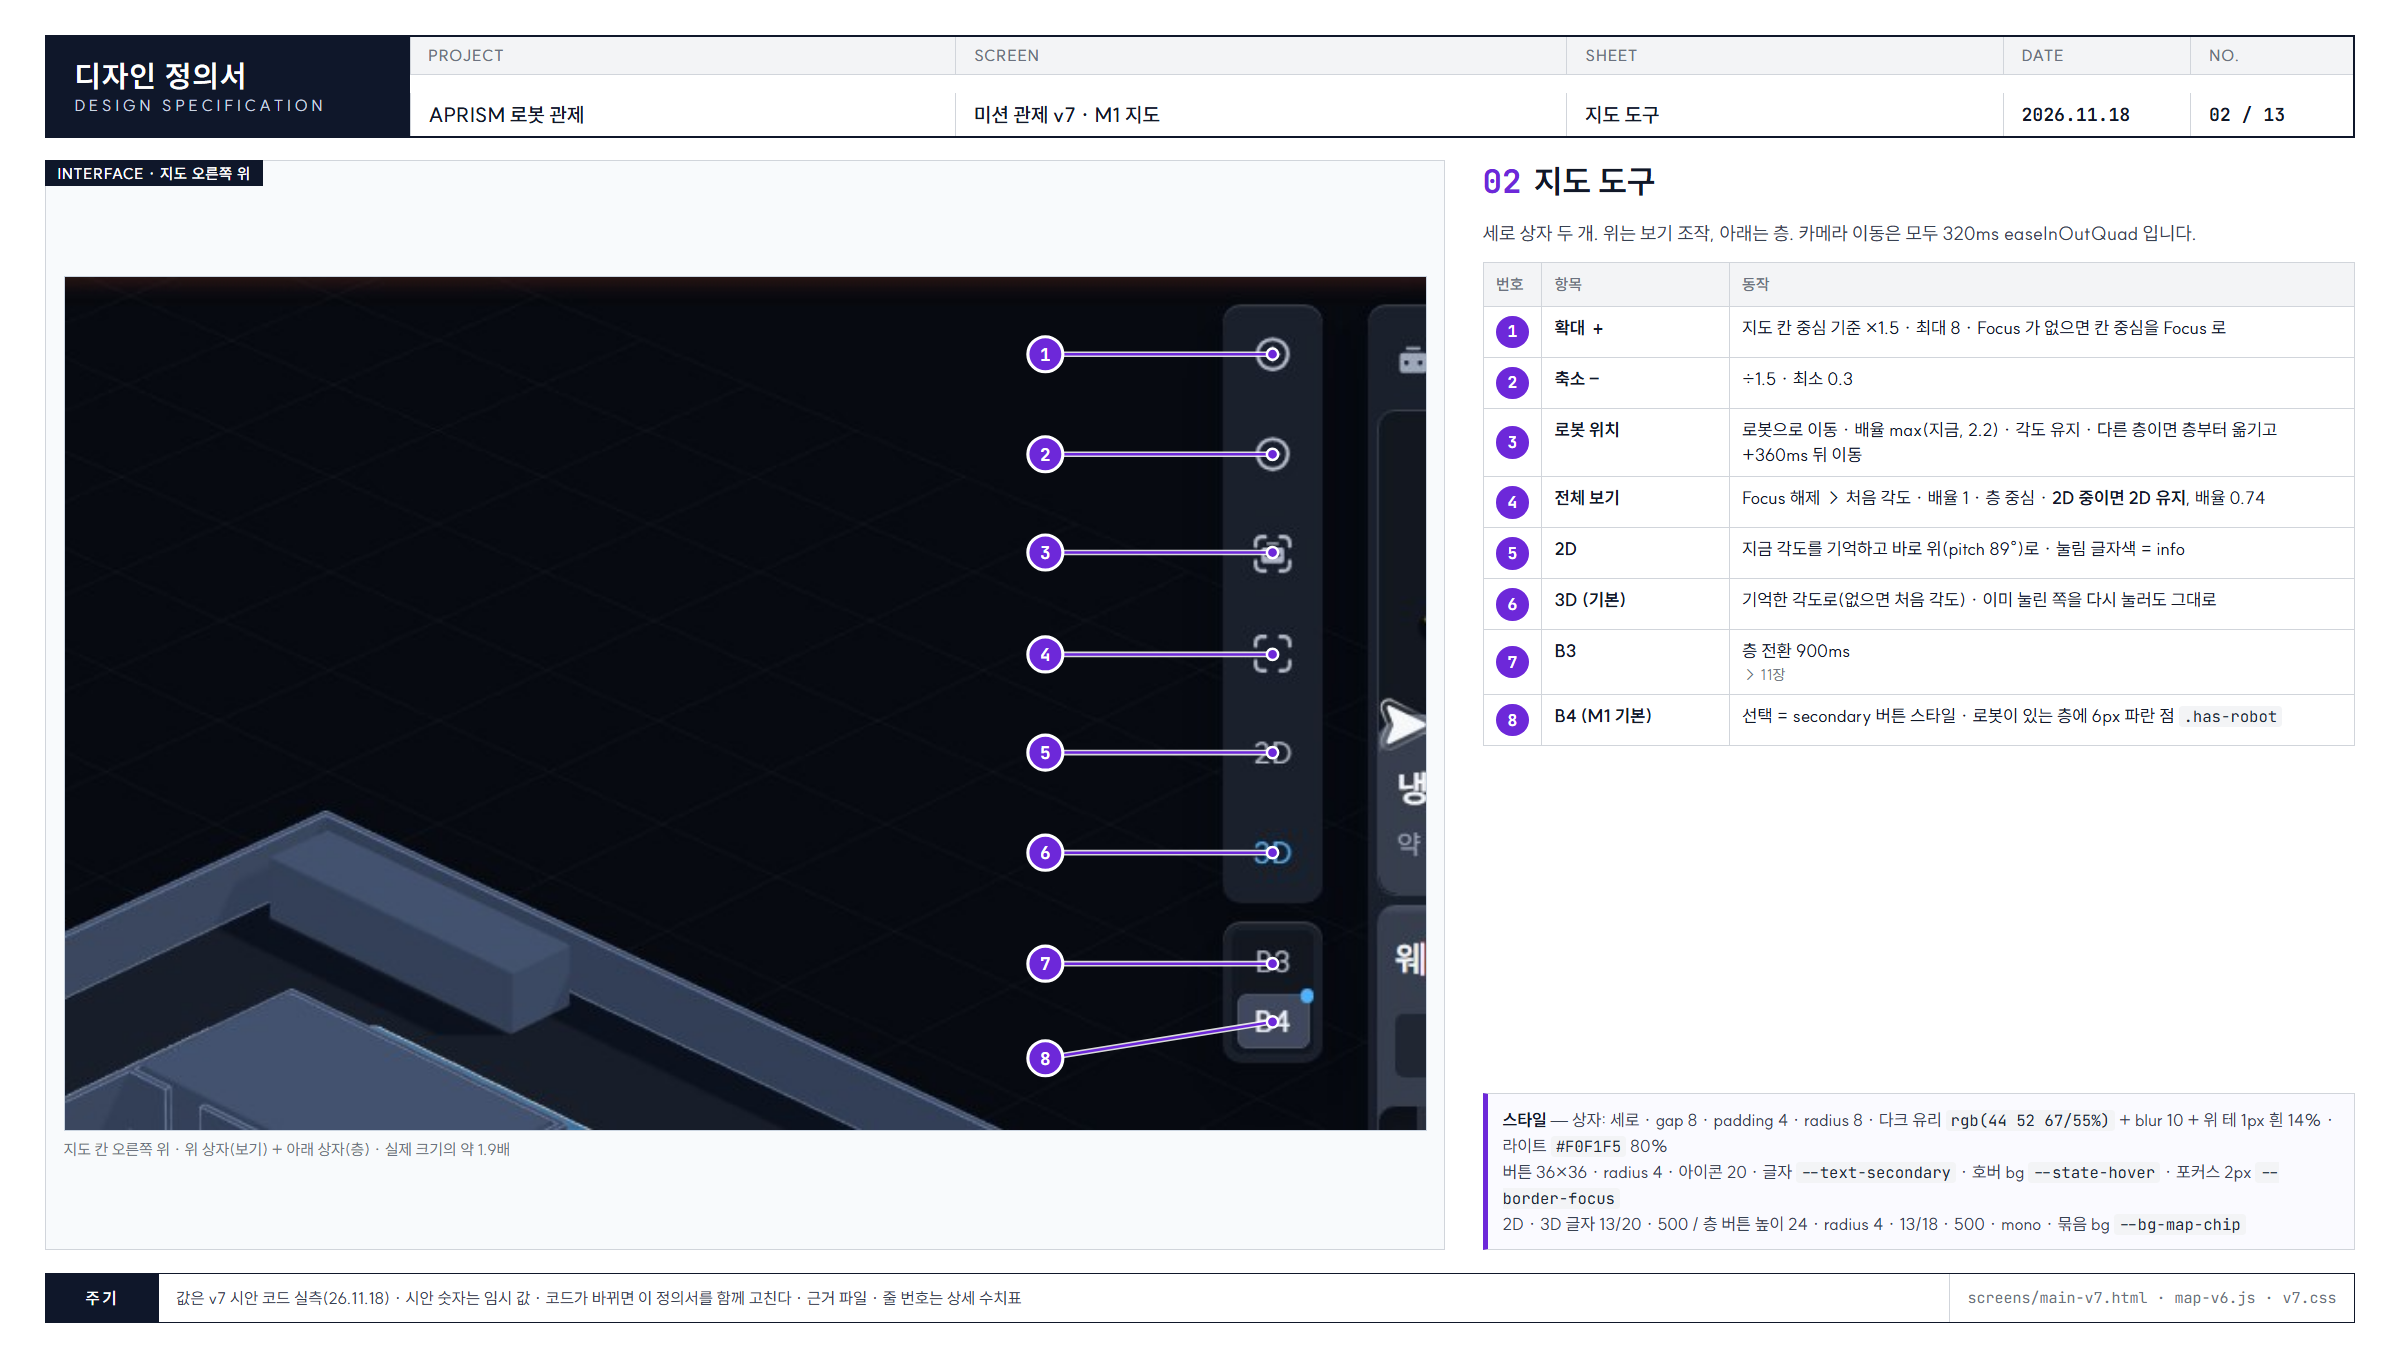 디자인 정의서
DESIGN SPECIFICATION
PROJECT
APRISM 로봇 관제
SCREEN
미션 관제 v7 · M1 지도
SHEET
지도 도구
DATE
2026.11.18
NO.
02 / 13
INTERFACE · 지도 오른쪽 위
1
2
3
4
5
6
7
8
2D
3D
B3
B4
냉
약
웨
지도 칸 오른쪽 위 · 위 상자(보기) + 아래 상자(층) · 실제 크기의 약 1.9배
02 지도 도구
세로 상자 두 개. 위는 보기 조작, 아래는 층. 카메라 이동은 모두 320ms easeInOutQuad 입니다.
번호 항목 동작
1 확대 + 지도 칸 중심 기준 ×1.5 · 최대 8 · Focus 가 없으면 칸 중심을 Focus 로
2 축소 − ÷1.5 · 최소 0.3
3 로봇 위치 로봇으로 이동 · 배율 max(지금, 2.2) · 각도 유지 · 다른 층이면 층부터 옮기고
+360ms 뒤 이동
4 전체 보기 Focus 해제 > 처음 각도 · 배율 1 · 층 중심 · 2D 중이면 2D 유지, 배율 0.74
5 2D 지금 각도를 기억하고 바로 위(pitch 89°)로 · 눌림 글자색 = info
6 3D (기본) 기억한 각도로(없으면 처음 각도) · 이미 눌린 쪽을 다시 눌러도 그대로
7 B3 층 전환 900ms
> 11장
8 B4 (M1 기본) 선택 = secondary 버튼 스타일 · 로봇이 있는 층에 6px 파란 점 .has-robot
스타일 — 상자: 세로 · gap 8 · padding 4 · radius 8 · 다크 유리 rgb(44 52 67/55%) + blur 10 + 위 테 1px 흰 14% ·
라이트 #F0F1F5 80%
버튼 36×36 · radius 4 · 아이콘 20 · 글자 --text-secondary · 호버 bg --state-hover · 포커스 2px --
border-focus
2D · 3D 글자 13/20 · 500 / 층 버튼 높이 24 · radius 4 · 13/18 · 500 · mono · 묶음 bg --bg-map-chip
주기
값은 v7 시안 코드 실측(26.11.18) · 시안 숫자는 임시 값 · 코드가 바뀌면 이 정의서를 함께 고친다 · 근거 파일 · 줄 번호는 상세 수치표
screens/main-v7.html · map-v6.js · v7.css